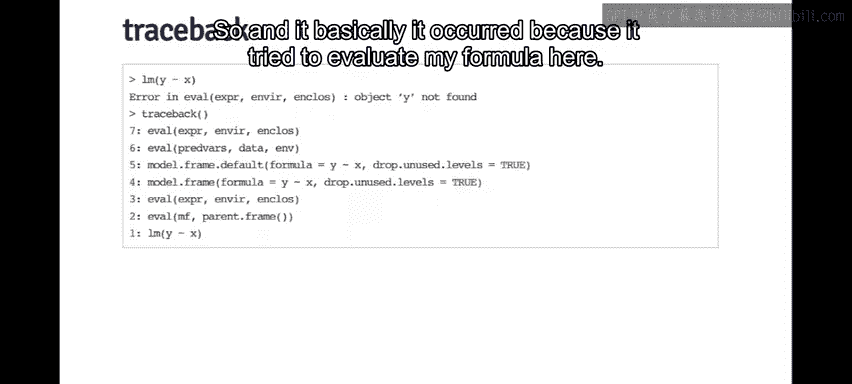 traceback
So and it basically it occurred because it
tried to evaluate my formula here.
> lm(y ~ x)
Error in eval(expr, envir, enclos) : object 'y' not found
> traceback()
7: eval(expr, envir, enclos)
6: eval(predvars, data, env)
5: model.frame.default(formula = y ~ x, drop.unused.levels = TRUE)
4: model.frame(formula = y ~ x, drop.unused.levels = TRUE)
3: eval(expr, envir, enclos)
2: eval(mf, parent.frame())
1: lm(y ~ x)